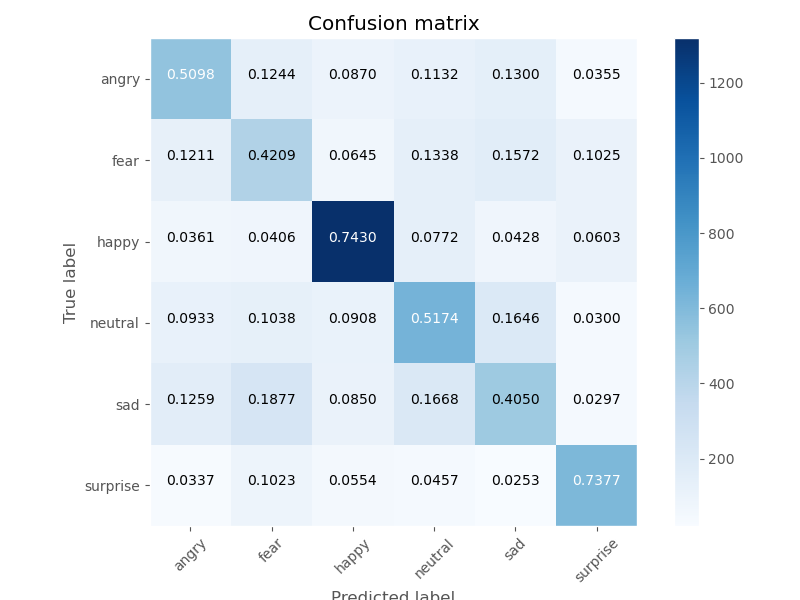 Confusion matrix
angry 0.5098 0.1244 0.0870 0.1132 0.1300 0.0355
fear 0.1211 0.4209 0.0645 0.1338 0.1572 0.1025
happy 0.0361 0.0406 0.7430 0.0772 0.0428 0.0603
neutral 0.0933 0.1038 0.0908 0.5174 0.1646 0.0300
sad 0.1259 0.1877 0.0850 0.1668 0.4050 0.0297
surprise 0.0337 0.1023 0.0554 0.0457 0.0253 0.7377
angry fear happy neutral sad surprise
True label
Predicted label
1200
1000
800
600
400
200